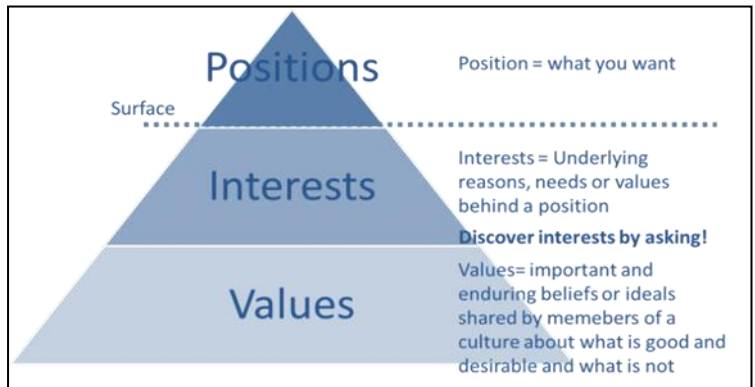 Positions
Position = what you want
Surface
Interests
Interests = Underlying
reasons, needs or values
behind a position
Discover interests by asking!
Values
Values= important and
enduring beliefs or ideals
shared by memebers of a
culture about what is good and
desirable and what is not